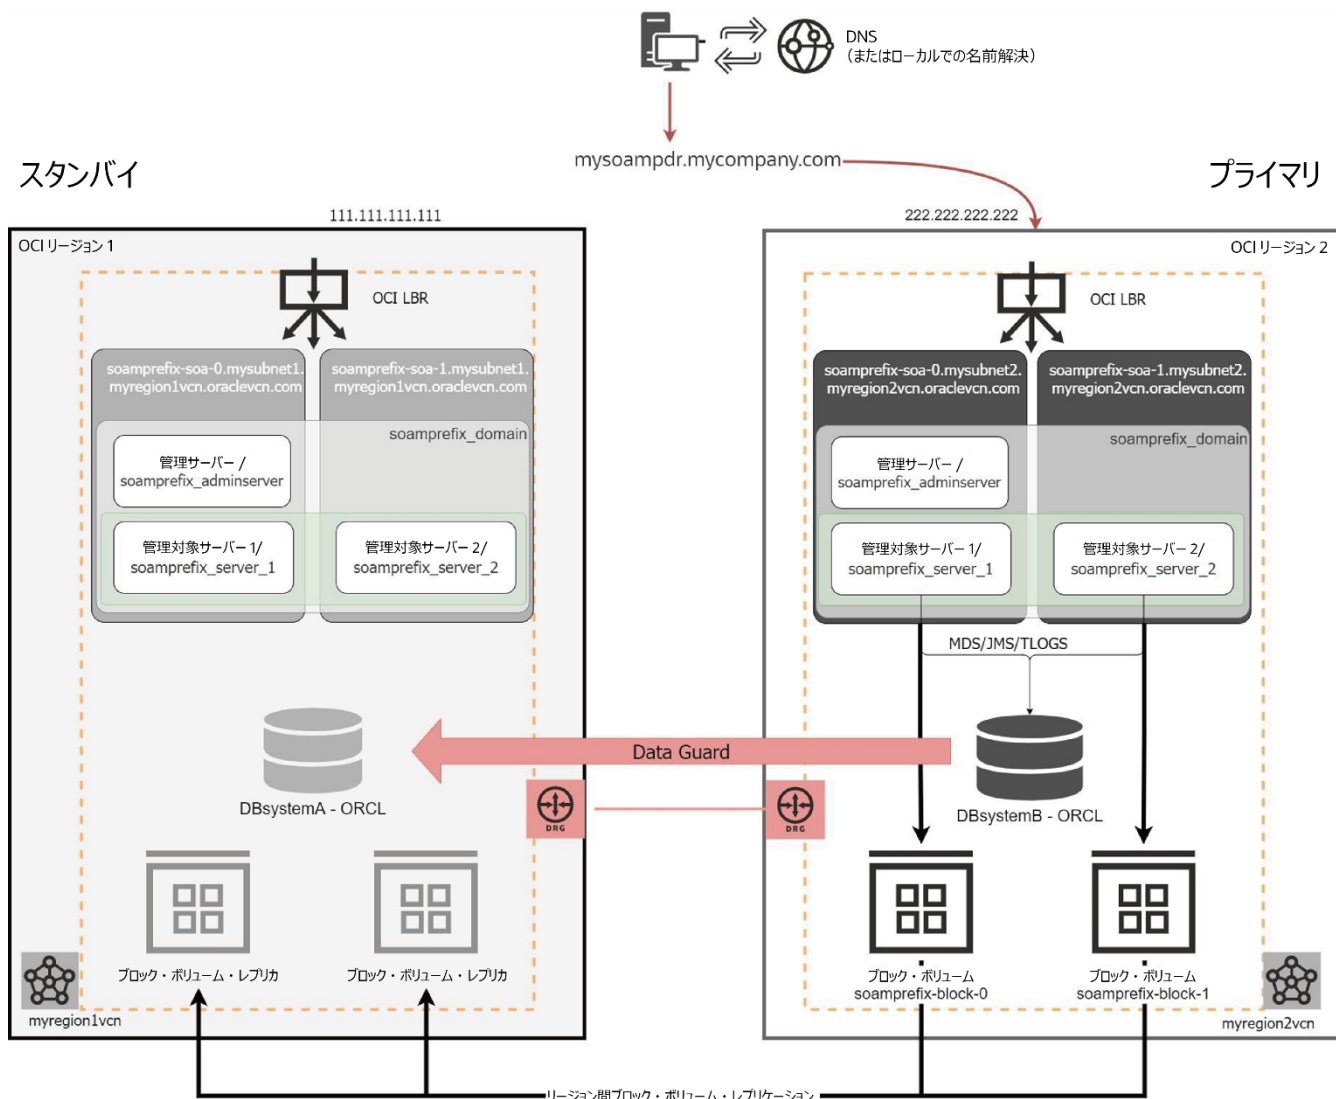 DNS
（またはローカルでの名前解決）
mysoampdr.mycompany.com
スタンバイ
プライマリ
111.111.111.111
222.222.222.222
OCI リージョン 1
OCI LBR
soamprefix-soa-0.mysubnet1.
myregion1vcn.oraclevcn.com
soamprefix-soa-1.mysubnet1.
myregion1vcn.oraclevcn.com
soamprefix_domain
管理サーバー /
soamprefix_adminserver
管理対象サーバー 1/
soamprefix_server_1
管理対象サーバー 2/
soamprefix_server_2
DBsystemA - ORCL
DRG
ブロック・ボリューム・レプリカ
ブロック・ボリューム・レプリカ
myregion1vcn
Data Guard
OCI リージョン 2
OCI LBR
soamprefix-soa-0.mysubnet2.
myregion2vcn.oraclevcn.com
soamprefix-soa-1.mysubnet2.
myregion2vcn.oraclevcn.com
soamprefix_domain
管理サーバー /
soamprefix_adminserver
管理対象サーバー 1/
soamprefix_server_1
管理対象サーバー 2/
soamprefix_server_2
MDS/JMS/TLOGS
DBsystemB - ORCL
DRG
ブロック・ボリューム
soamprefix-block-0
ブロック・ボリューム
soamprefix-block-1
myregion2vcn
リージョン間ブロック・ボリューム・レプリケーション